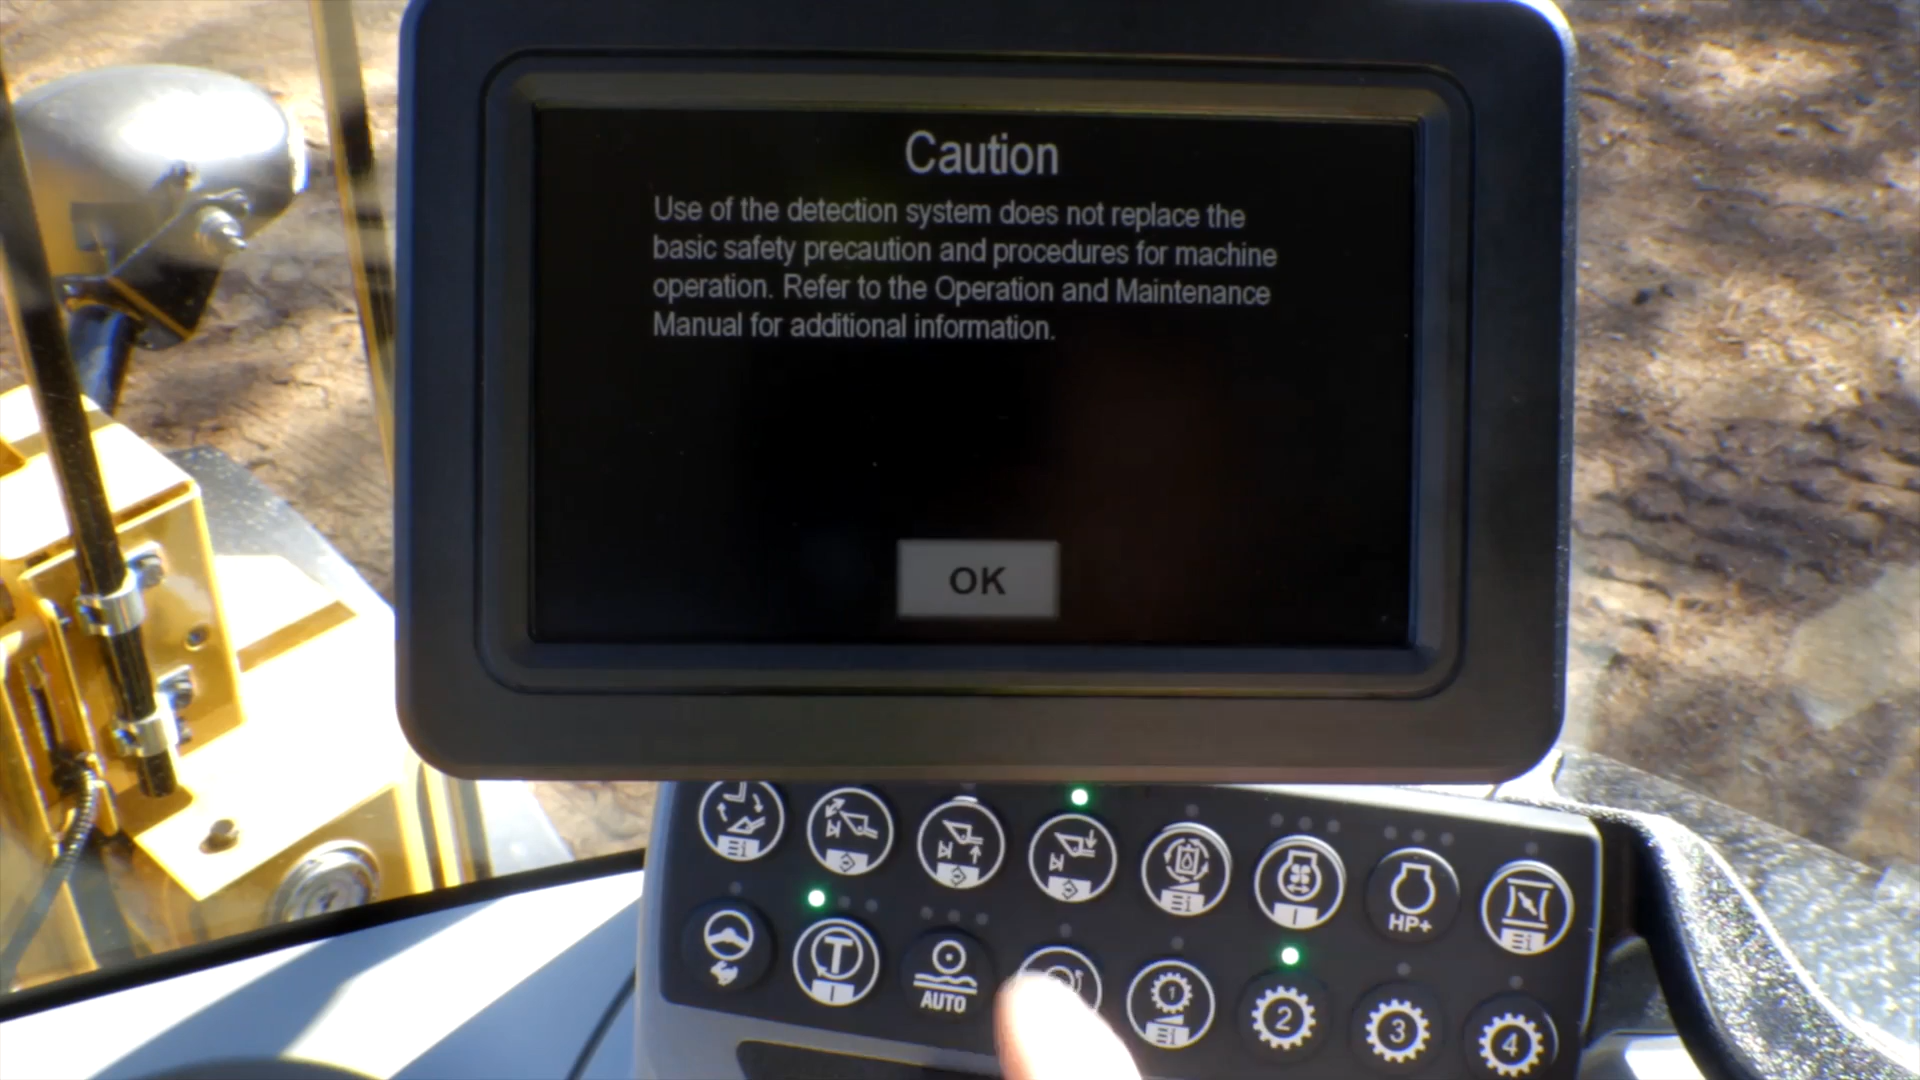 Caution
Use of the detection system does not replace the
basic safety precaution and procedures for machine
operation. Refer to the Operation and Maintenance
Manual for additional information.
OK
HP+
AUTO
1
2
3
4